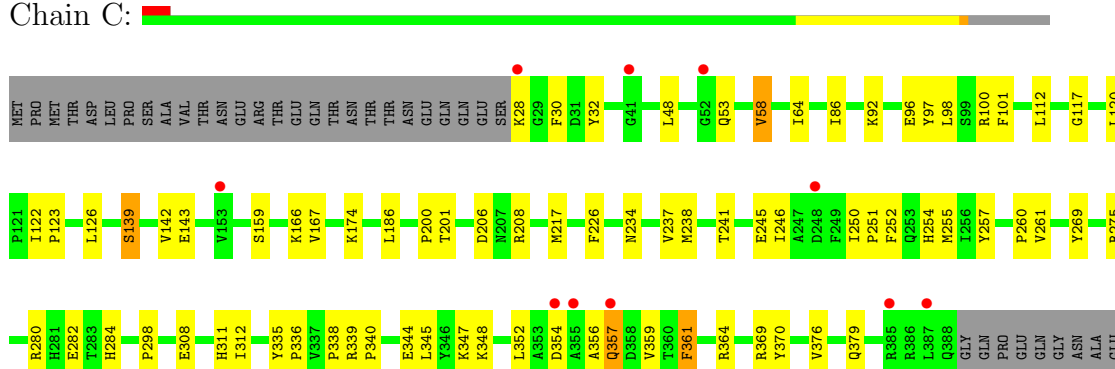 Chain C:
MET PRO MET THR ASP LEU PRO SER ALA VAL THR ASN GLU ARG THR GLU GLN THR ASN THR THR ASN GLU GLN GLN GLU SER K28 G29 F30 D31 Y32 G41 L48 G52 Q53 V58 I64 I86 K92 E96 Y97 L98 S99 R100 F101 L112 G117 L120
P121 I122 P123 L126 S139 V142 E143 V153 S159 K166 V167 K174 L186 P200 T201 D206 N207 R208 M217 F226 N234 V237 M238 T241 E245 I246 A247 D248 F249 I250 P251 F252 Q253 H254 M255 I256 Y257 P260 V261 Y269
R280 H281 E282 T283 H284 P298 E308 H311 I312 Y335 P336 V337 P338 R339 P340 E344 L345 Y346 K347 K348 L352 A353 D354 A355 A356 Q357 D358 V359 T360 F361 R364 R369 Y370 V376 Q379 R385 R386 L387 Q388 GLY GLN PRO GLU GLN GLY ASN ALA